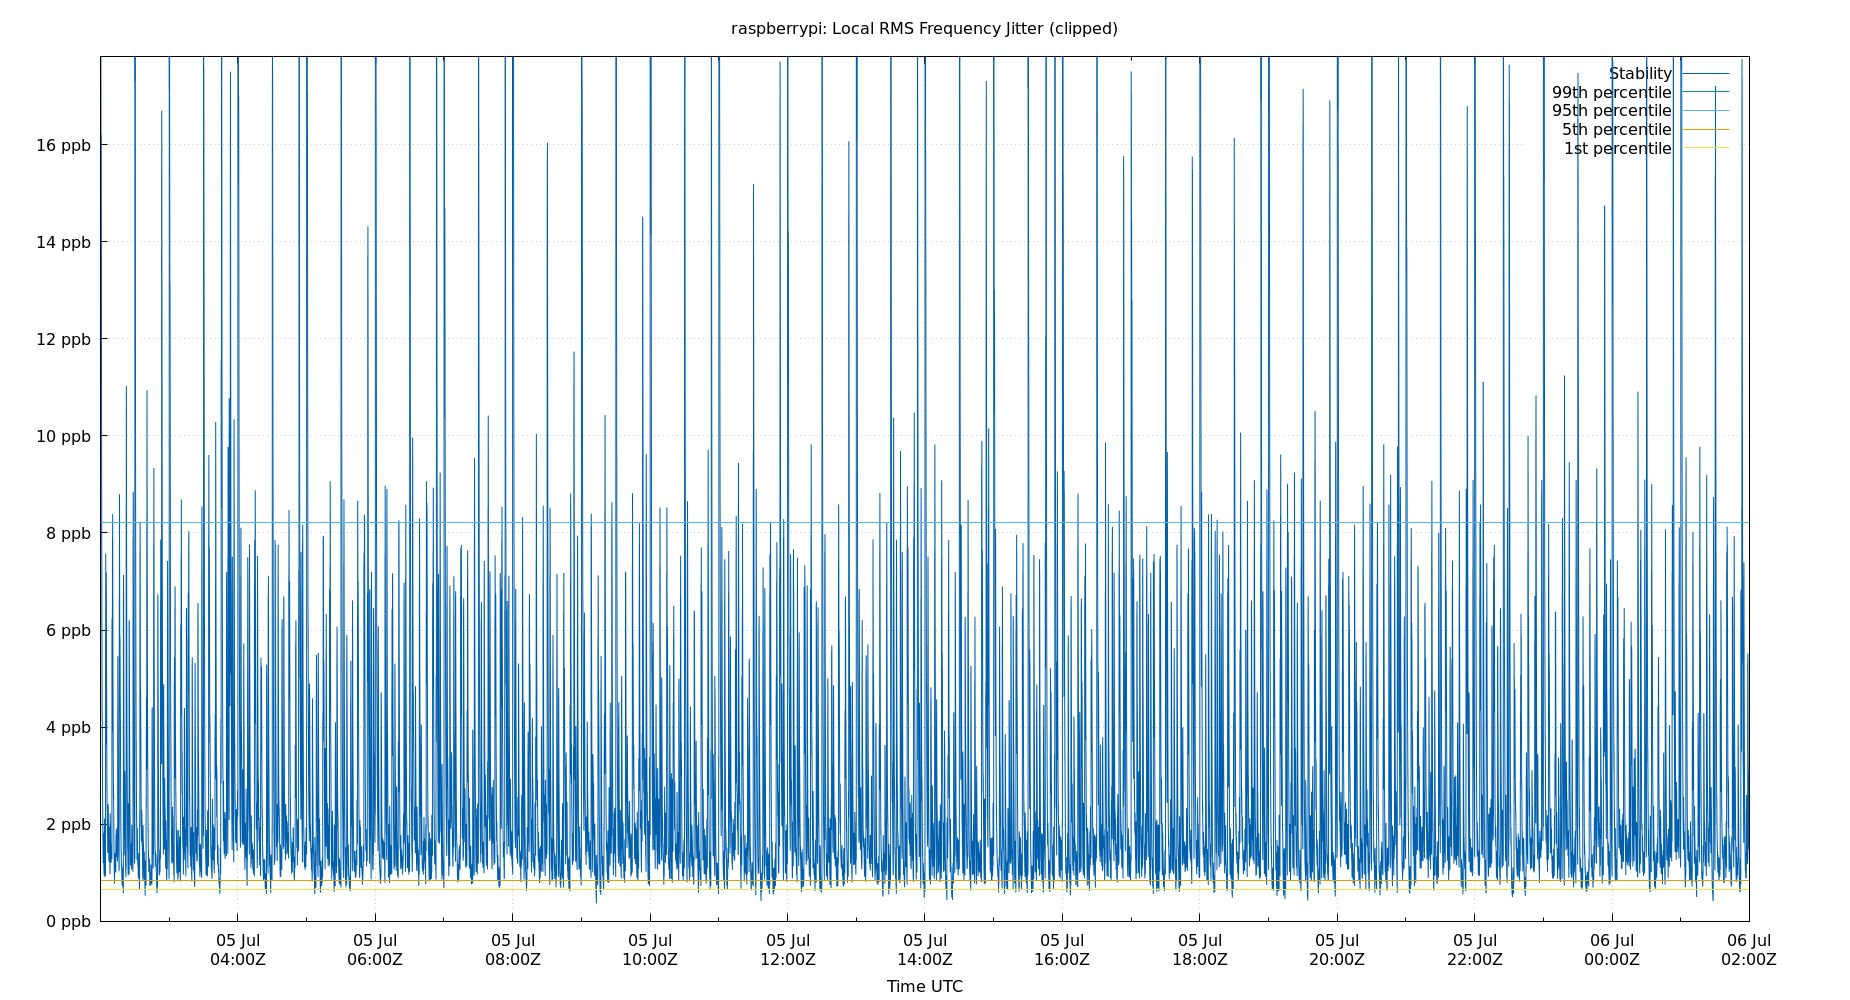 raspberrypi: Local RMS Frequency Jitter (clipped)
Stability
99th percentile
95th percentile
5th percentile
1st percentile
16 ppb
14 ppb
12 ppb
10 ppb
8 ppb
6 ppb
4 ppb
2 ppb
0 ppb
05 Jul 05 Jul 05 Jul 05 Jul 05 Jul 05 Jul 05 Jul 05 Jul 05 Jul 05 Jul 06 Jul 06 Jul
04:00Z 06:00Z 08:00Z 10:00Z 12:00Z 14:00Z 16:00Z 18:00Z 20:00Z 22:00Z 00:00Z 02:00Z
Time UTC